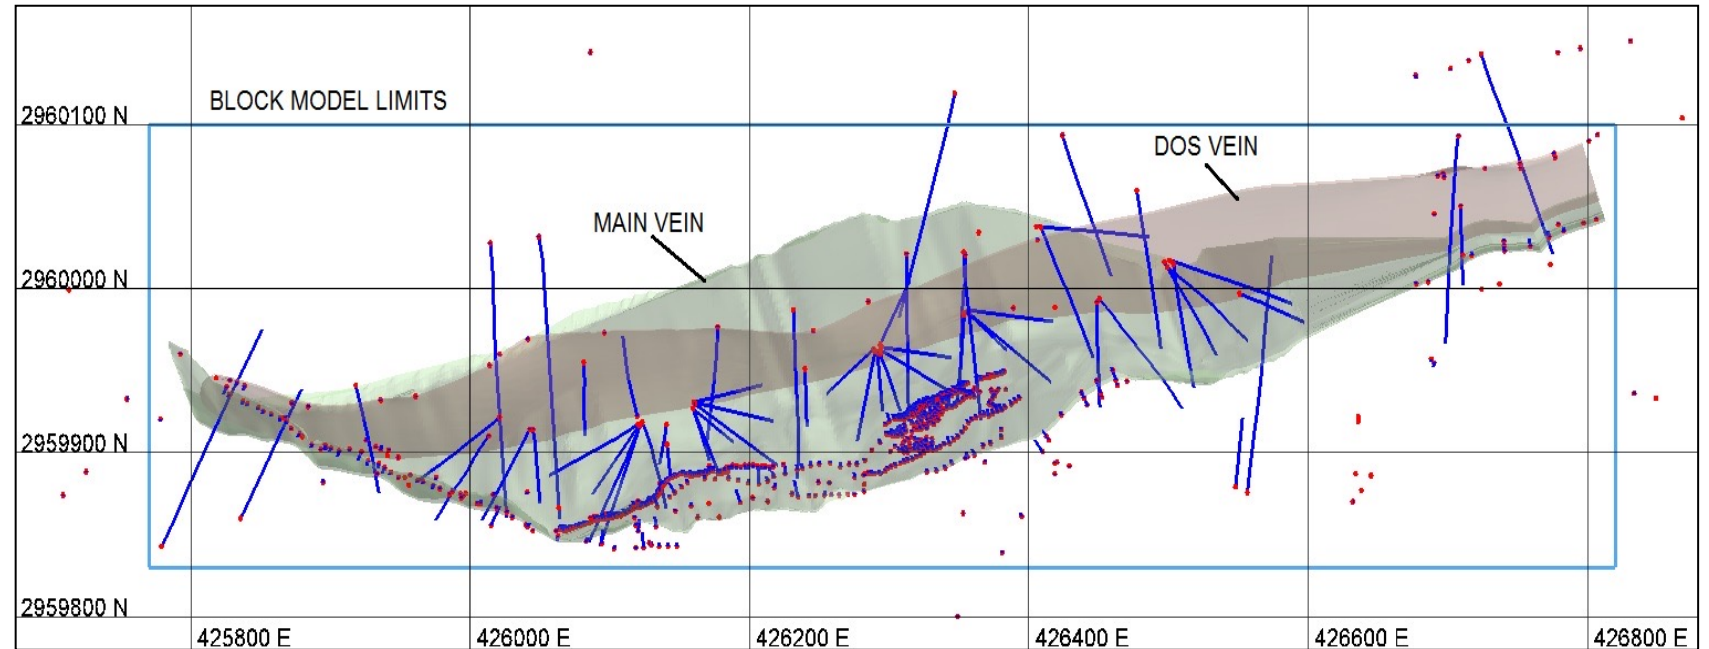 BLOCK MODEL LIMITS
2960100 N
DOS VEIN
MAIN VEIN
2960000 N
2959900 N
2959800 N
425800 E
426000 E
426200 E
426400 E
426600 E
426800 E